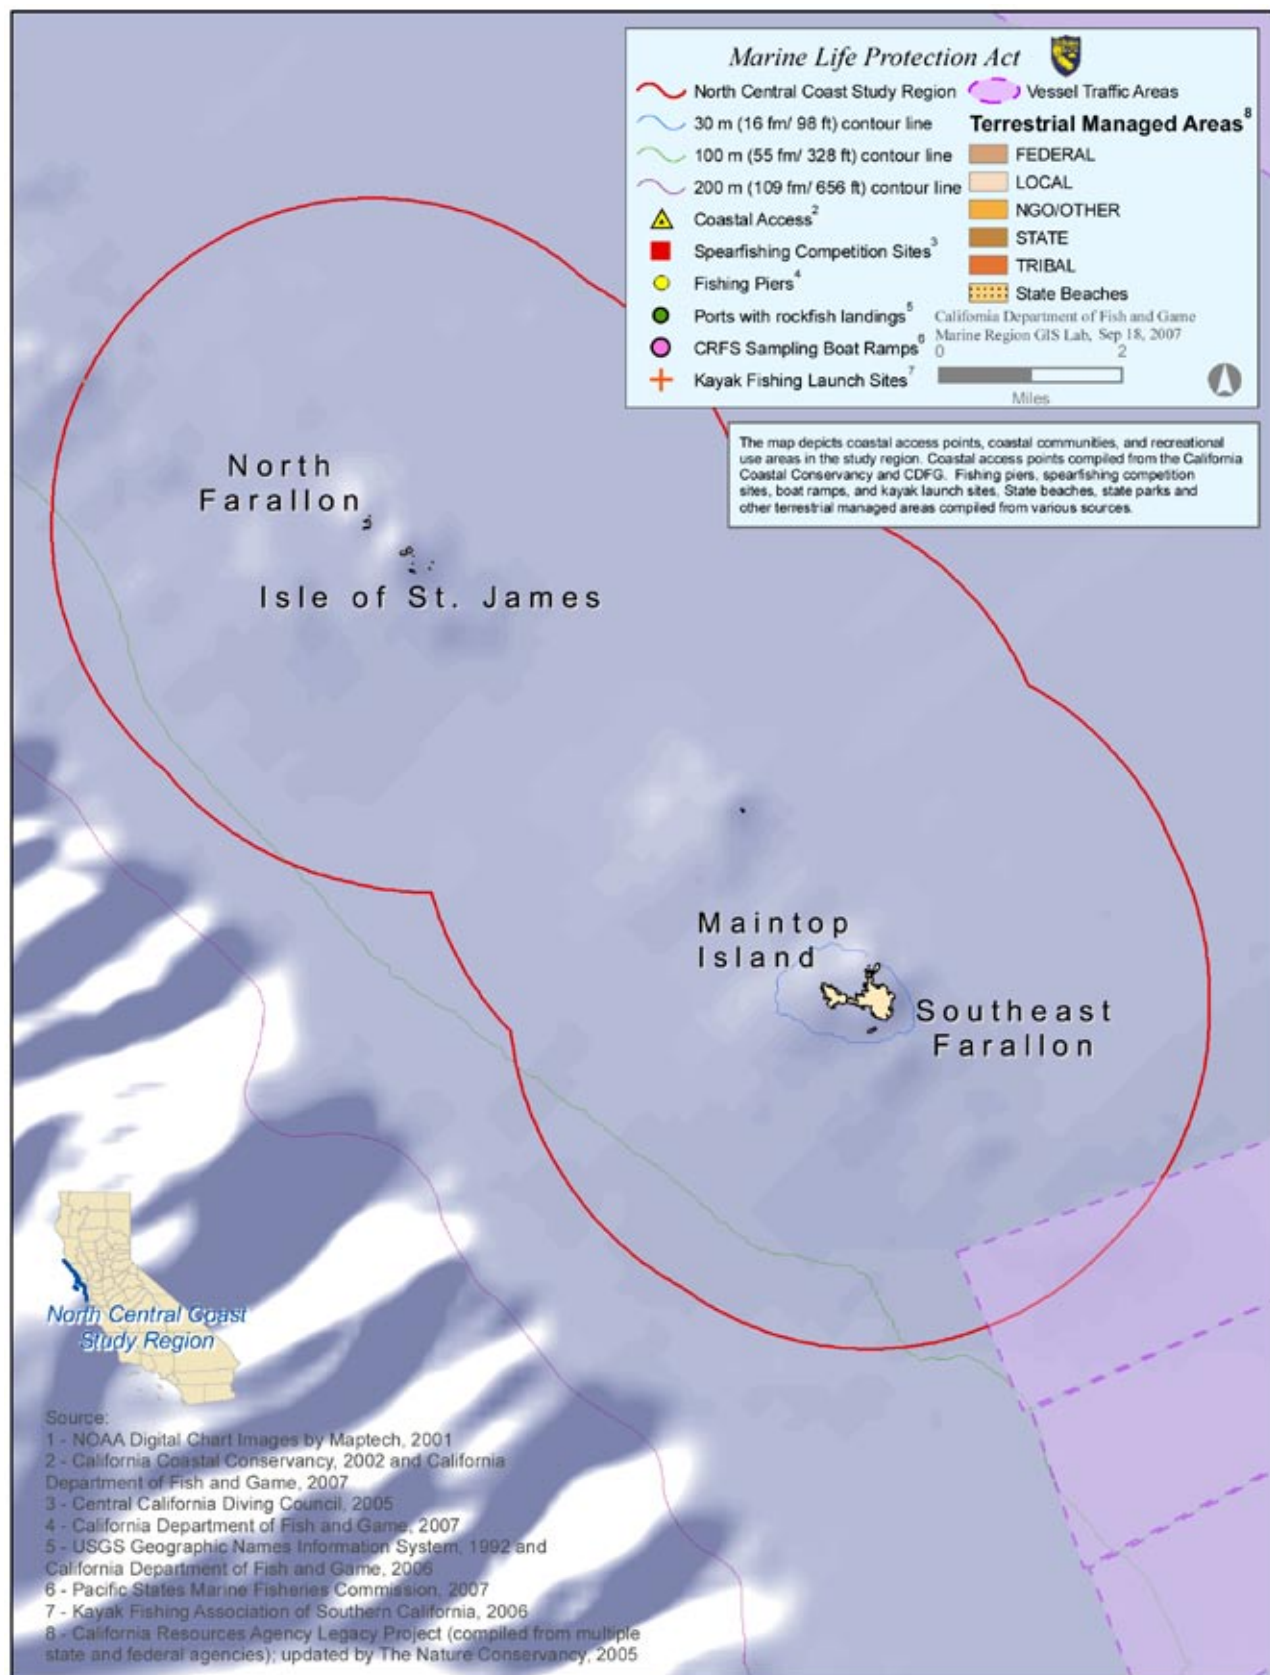 Marine Life Protection Act
North Central Coast Study Region
30 m (16 fm/ 98 ft) contour line
100 m (55 fm/ 328 ft) contour line
200 m (109 fm/ 656 ft) contour line
Coastal Access2
Spearfishing Competition Sites3
Fishing Piers4
Ports with rockfish landings5
CRFS Sampling Boat Ramps6
Kayak Fishing Launch Sites7
Vessel Traffic Areas
Terrestrial Managed Areas8
FEDERAL
LOCAL
NGO/OTHER
STATE
TRIBAL
State Beaches
California Department of Fish and Game
Marine Region GIS Lab, Sep 18, 2007
0 2
Miles
The map depicts coastal access points, coastal communities, and recreational
use areas in the study region. Coastal access points compiled from the California
Coastal Conservancy and CDFG. Fishing piers, spearfishing competition
sites, boat ramps, and kayak launch sites, State beaches, state parks and
other terrestrial managed areas compiled from various sources.
North
Farallon
Isle of St. James
Maintop
Island
Southeast
Farallon
North Central Coast
Study Region
Source:
1 - NOAA Digital Chart Images by Maptech, 2001
2 - California Coastal Conservancy, 2002 and California
Department of Fish and Game, 2007
3 - Central California Diving Council, 2005
4 - California Department of Fish and Game, 2007
5 - USGS Geographic Names Information System, 1992 and
California Department of Fish and Game, 2006
6 - Pacific States Marine Fisheries Commission, 2007
7 - Kayak Fishing Association of Southern California, 2006
8 - California Resources Agency Legacy Project (compiled from multiple
state and federal agencies); updated by The Nature Conservancy, 2005